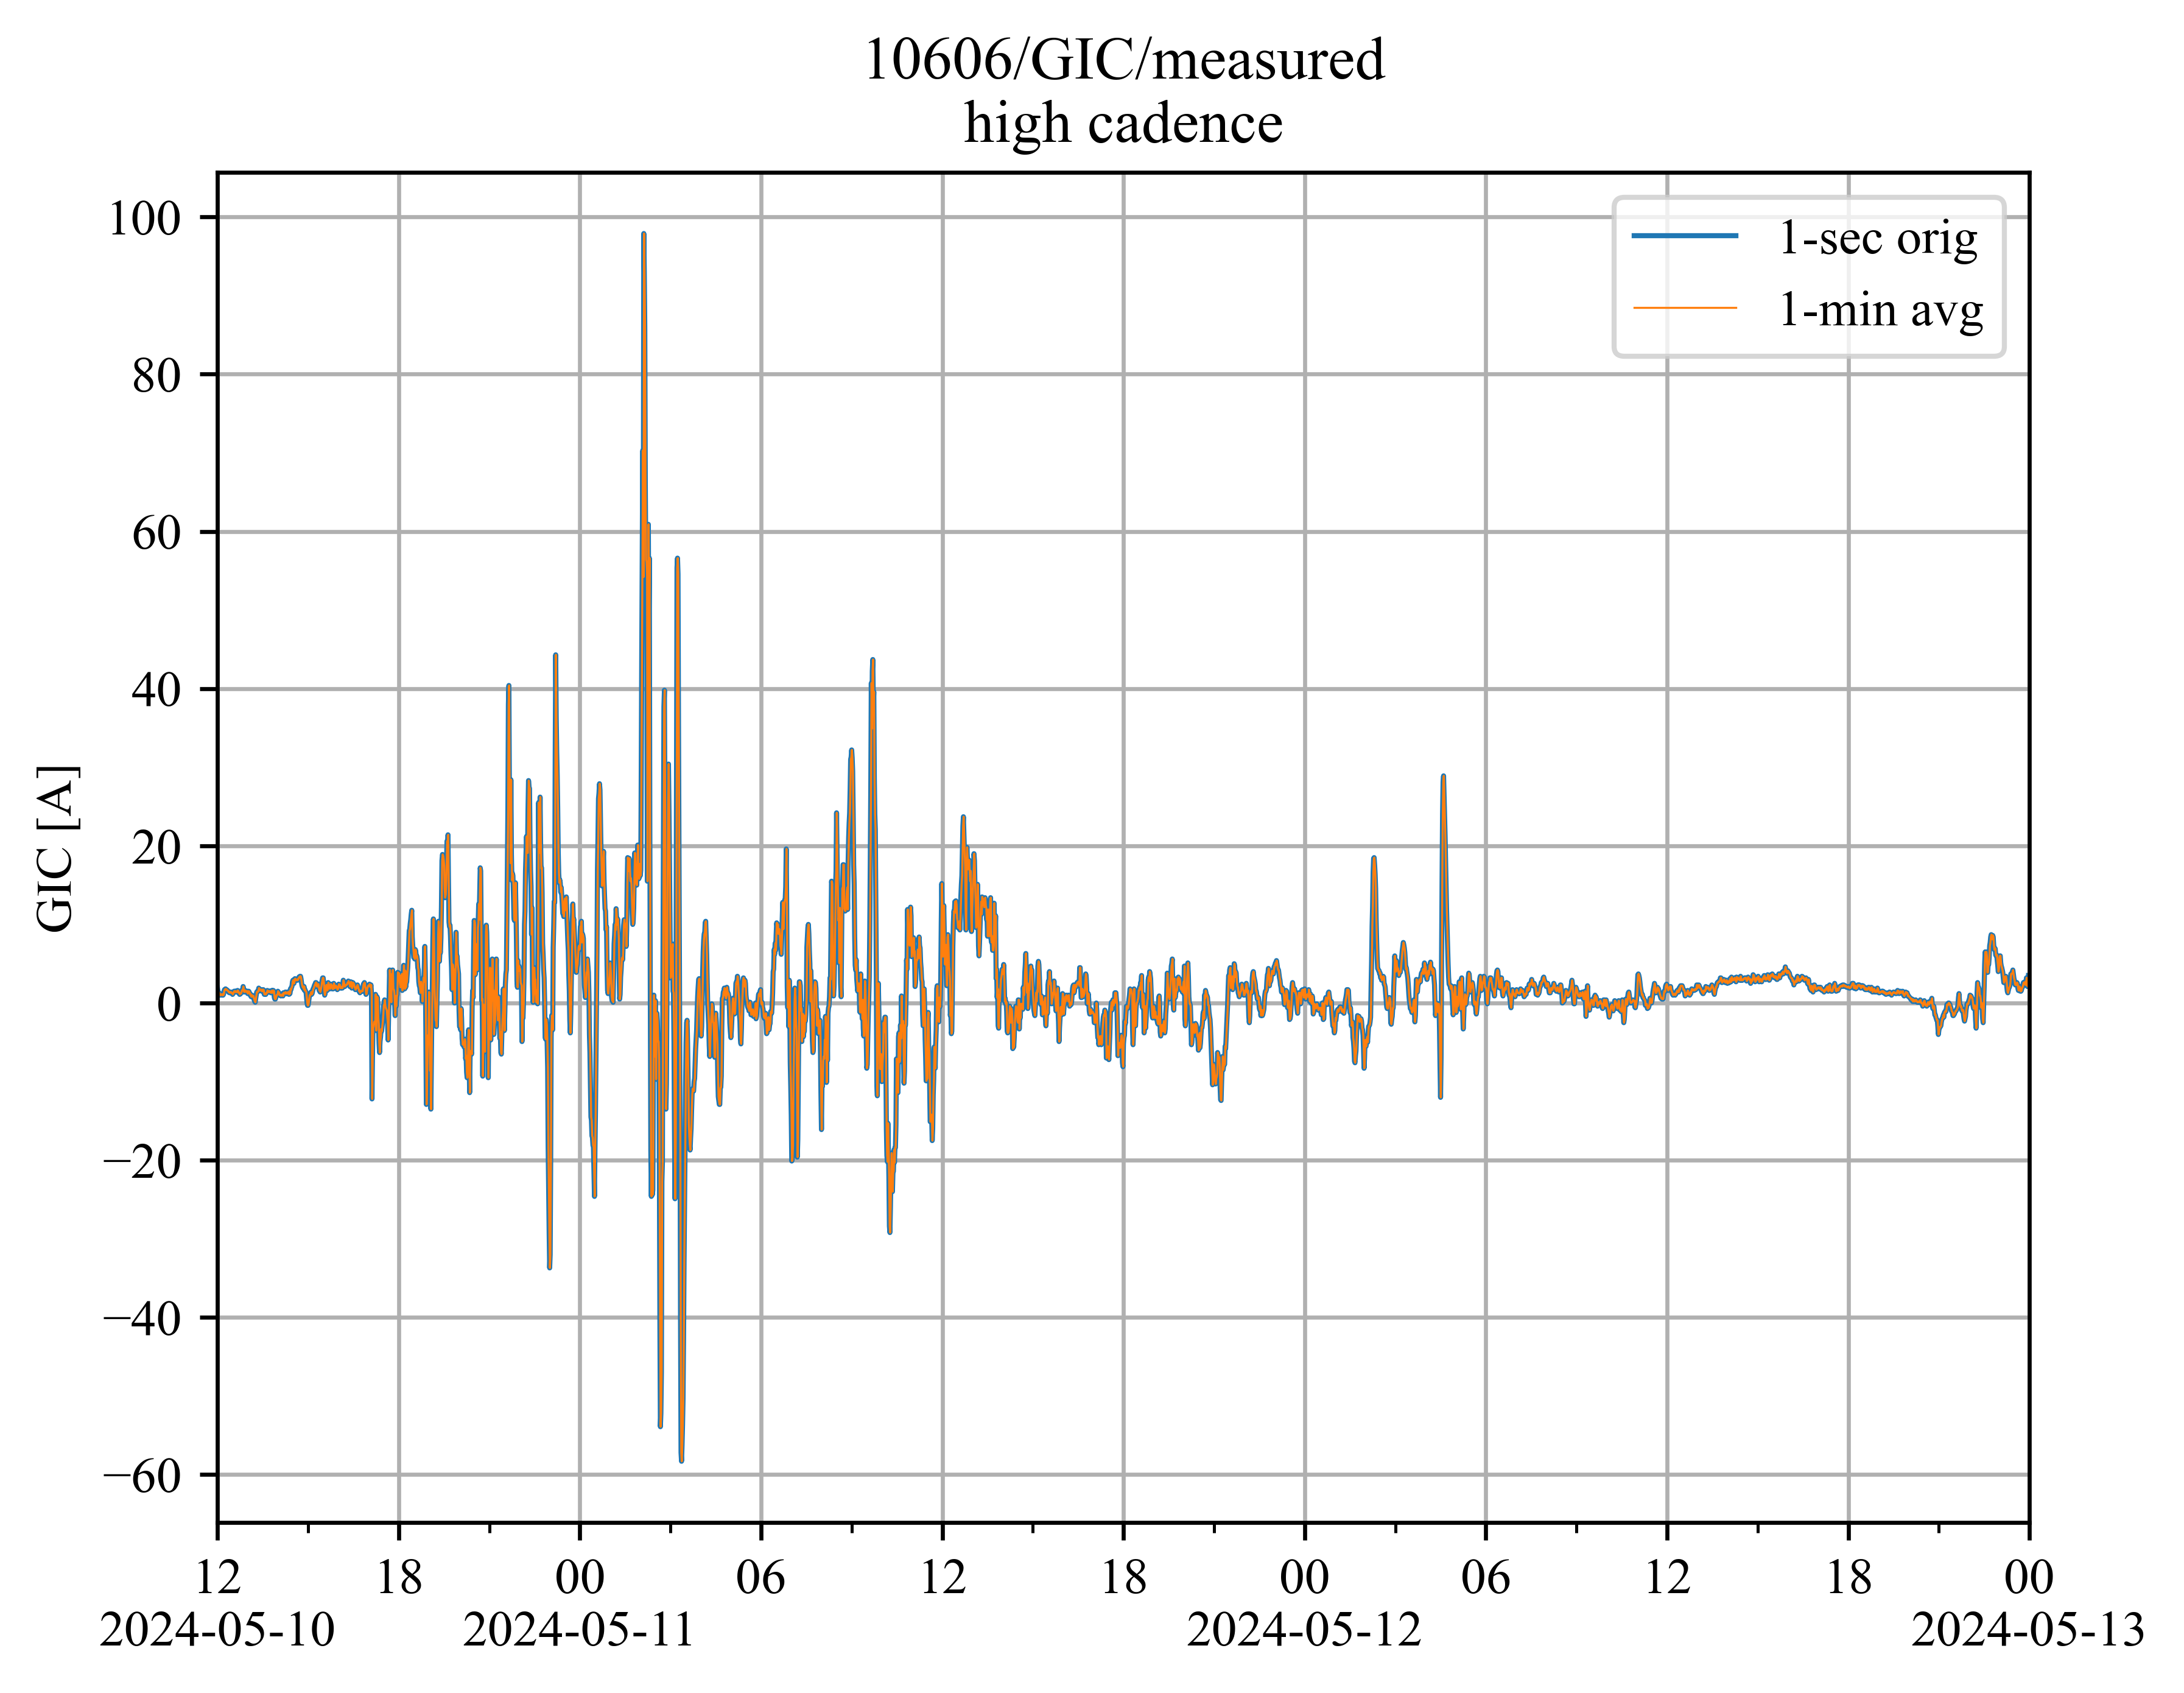 10606/GIC/measured
high cadence
1-sec orig
1-min avg
GIC [A]
100
80
60
40
20
0
−20
−40
−60
12 18 00 06 12 18 00 06 12 18 00
2024-05-10 2024-05-11 2024-05-12 2024-05-13